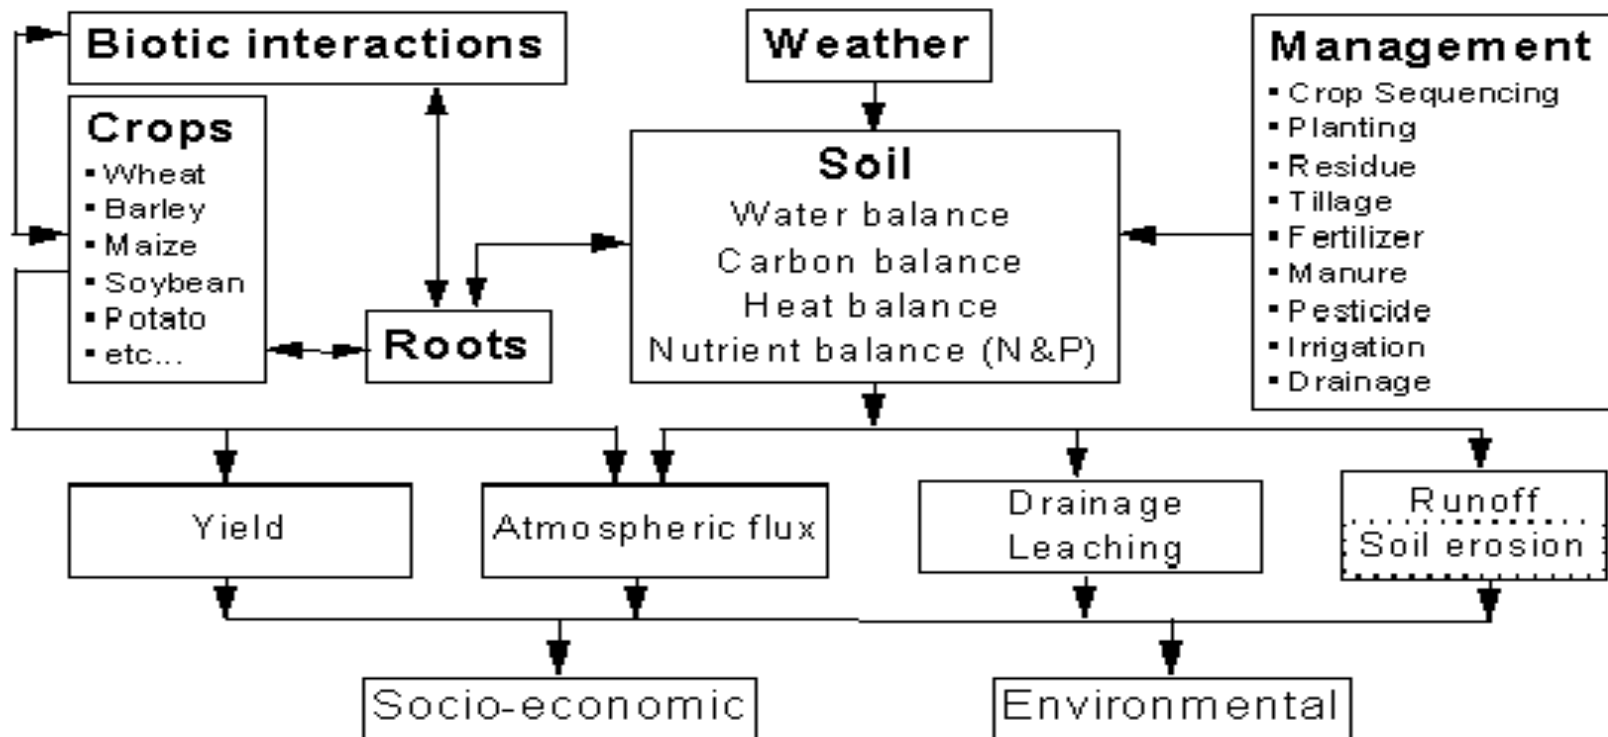 Biotic interactions
Weather
Management
▪ Crop Sequencing
▪ Planting
▪ Residue
▪ Tillage
▪ Fertilizer
▪ Manure
▪ Pesticide
▪ Irrigation
▪ Drainage
Crops
▪ Wheat
▪ Barley
▪ Maize
▪ Soybean
▪ Potato
▪ etc...
Soil
Water balance
Carbon balance
Heat balance
Nutrient balance (N&P)
Roots
Yield
Atmospheric flux
Drainage
Leaching
Runoff
Soil erosion
Socio-economic
Environmental